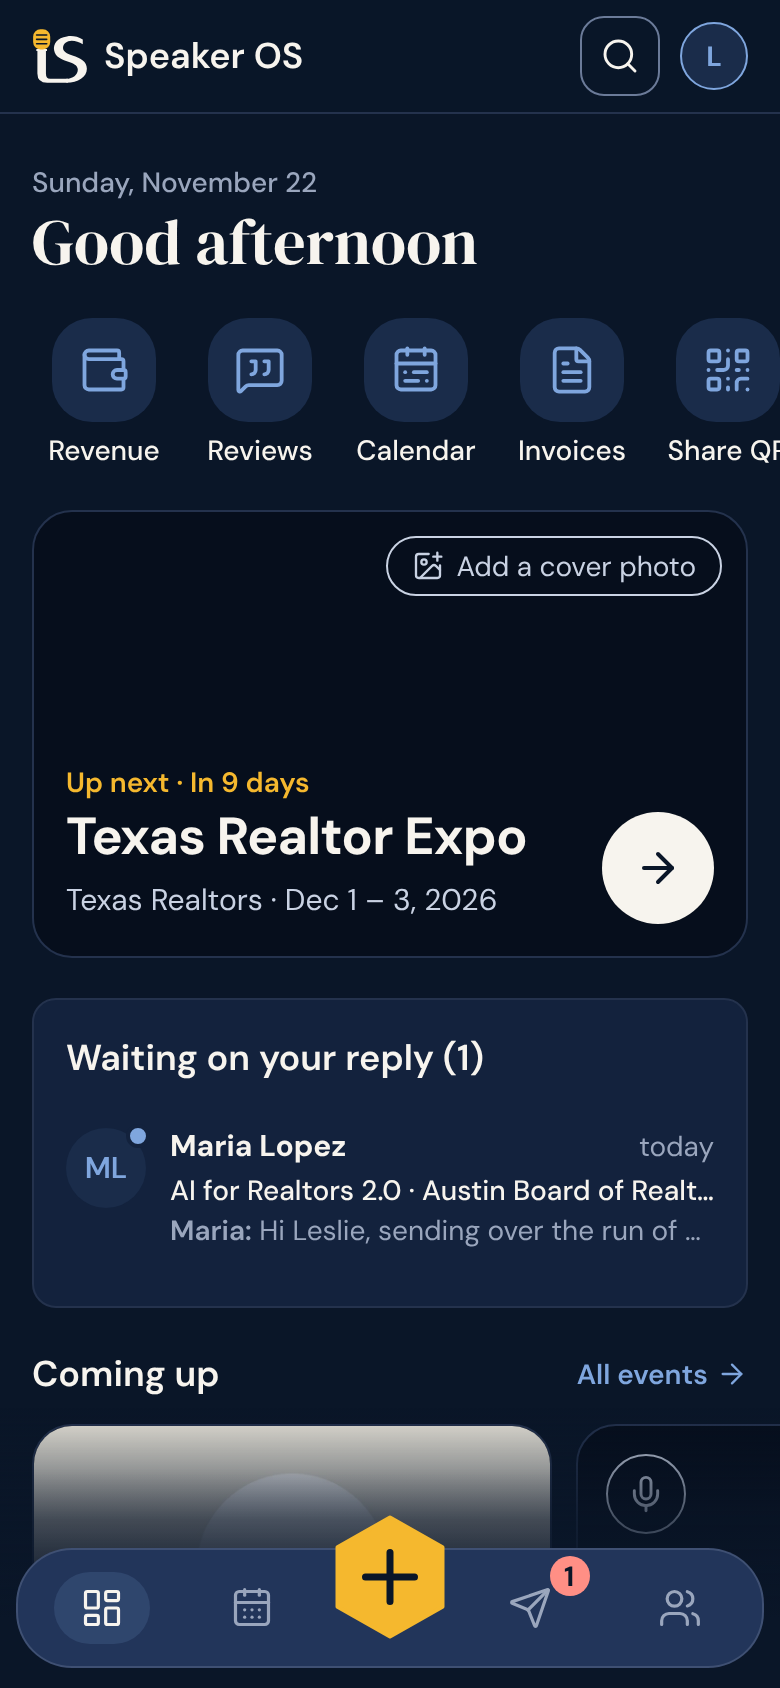 Speaker OS
L
Sunday, November 22
Good afternoon
Revenue
Reviews
Calendar
Invoices
Share
Add a cover photo
Up next · In 9 days
Texas Realtor Expo
Texas Realtors · Dec 1 – 3, 2026
Waiting on your reply (1)
ML
Maria Lopez
today
AI for Realtors 2.0 · Austin Board of Realt…
Maria: Hi Leslie, sending over the run of …
Coming up
All events →
1